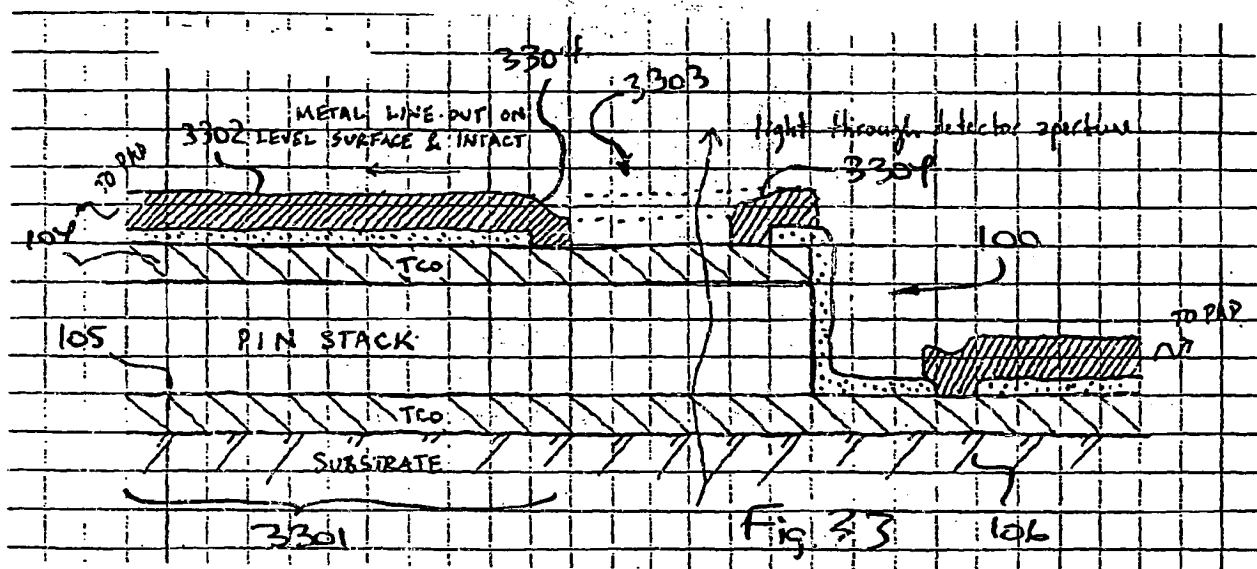 3304
3303
METAL LINE-OUT ON
3302 LEVEL SURFACE & INTACT
light through detector aperture
3304
TO PAD
104
TCO
100
TO PAD
105
PIN STACK
TCO
SUBSTRATE
3301
Fig 33
106